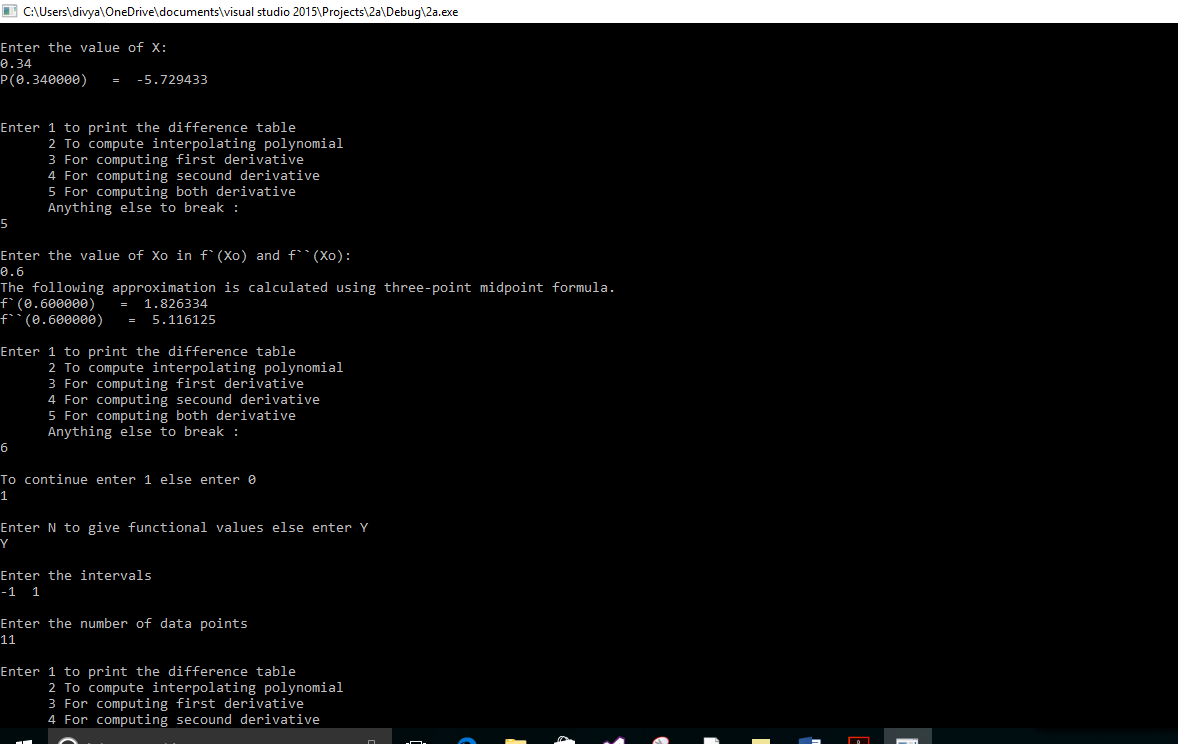 C:\Users\divya\OneDrive\documents\visual studio 2015\Projects\2a\Debug\2a.exe
Enter the value of X:
0.34
P(0.340000)   =  -5.729433
Enter 1 to print the difference table
      2 To compute interpolating polynomial
      3 For computing first derivative
      4 For computing secound derivative
      5 For computing both derivative
      Anything else to break :
5
Enter the value of Xo in f`(Xo) and f``(Xo):
0.6
The following approximation is calculated using three-point midpoint formula.
f`(0.600000)   =  1.826334
f``(0.600000)   =  5.116125
Enter 1 to print the difference table
      2 To compute interpolating polynomial
      3 For computing first derivative
      4 For computing secound derivative
      5 For computing both derivative
      Anything else to break :
6
To continue enter 1 else enter 0
1
Enter N to give functional values else enter Y
Y
Enter the intervals
-1  1
Enter the number of data points
11
Enter 1 to print the difference table
      2 To compute interpolating polynomial
      3 For computing first derivative
      4 For computing secound derivative